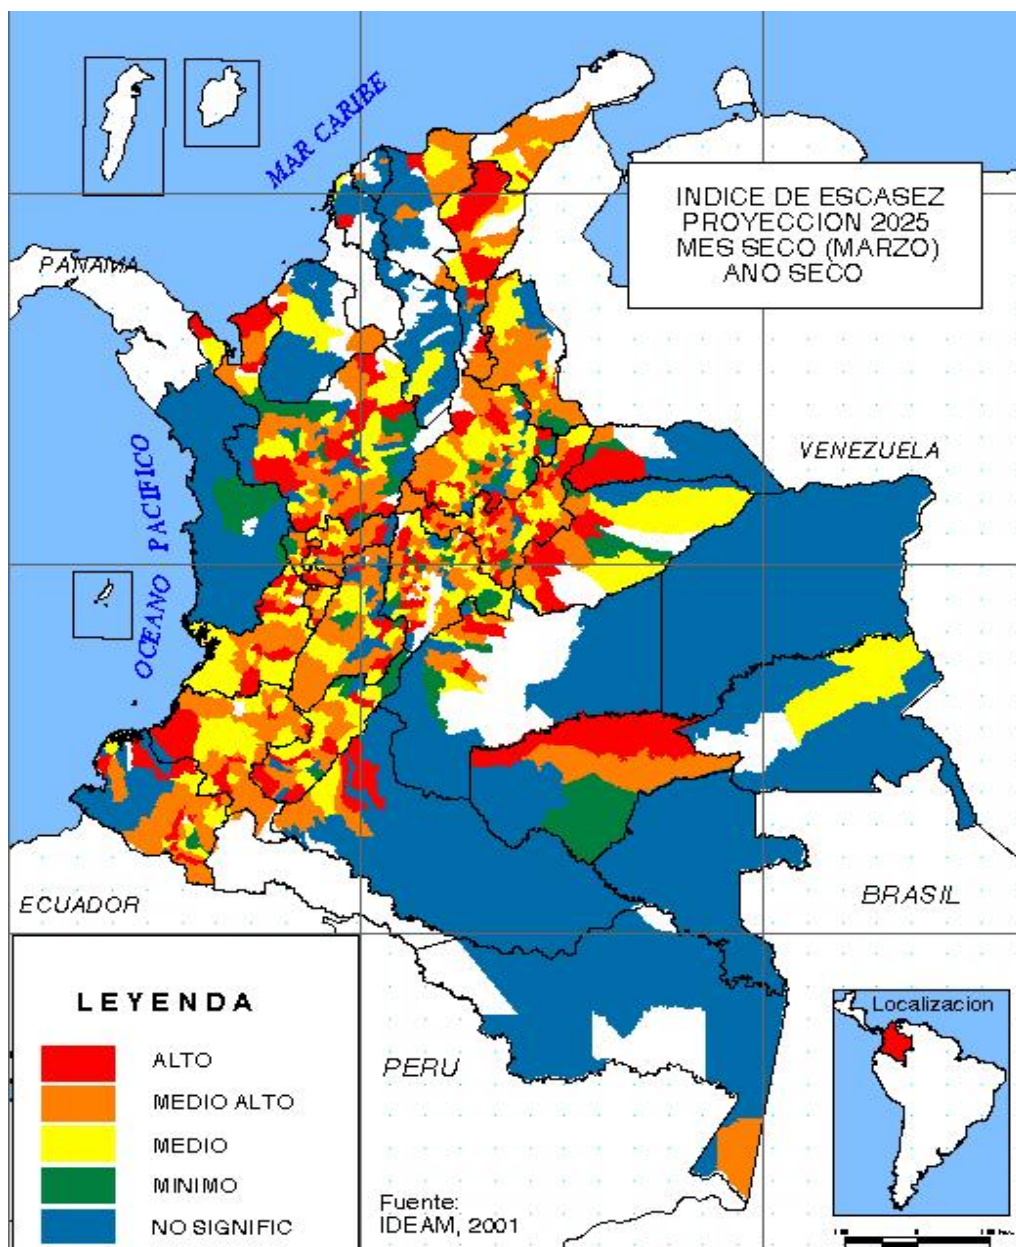 MAR CARIBE
INDICE DE ESCASEZ
PROYECCION 2025
MES SECO (MARZO)
ANO SECO
PANAMA
VENEZUELA
OCEANO PACIFICO
ECUADOR
BRASIL
PERU
LEYENDA
ALTO
MEDIO ALTO
MEDIO
MINIMO
NO SIGNIFIC
Fuente:
IDEAM, 2001
Localizacion